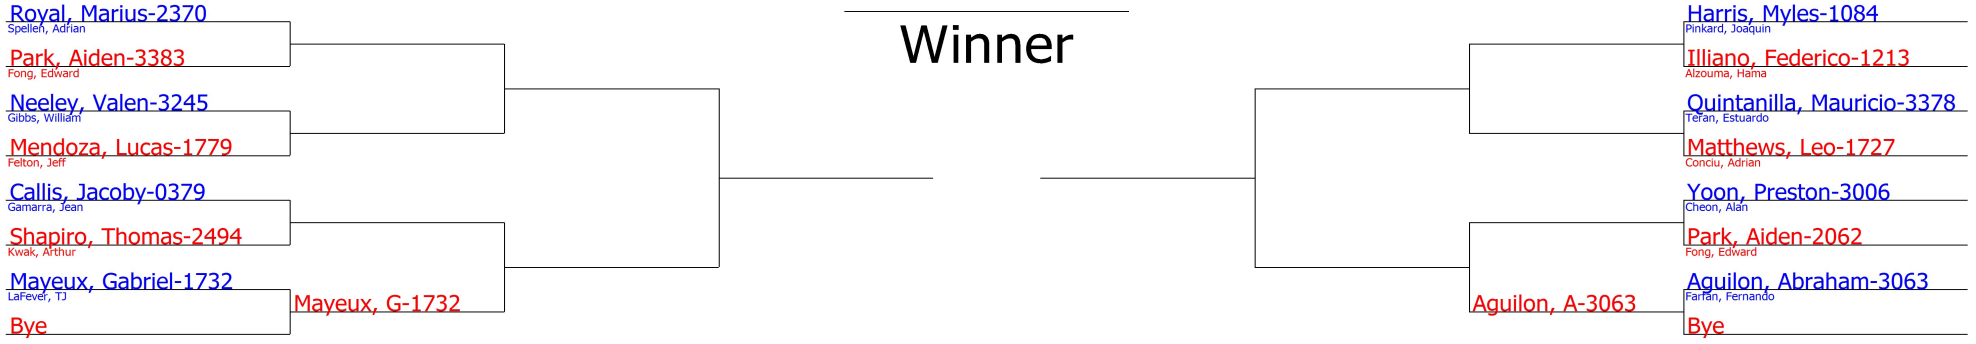 Royal, Marius-2370
Spellen, Adrian
Park, Aiden-3383
Fong, Edward
Neeley, Valen-3245
Gibbs, William
Mendoza, Lucas-1779
Felton, Jeff
Callis, Jacoby-0379
Gamarra, Jean
Shapiro, Thomas-2494
Kwak, Arthur
Mayeux, Gabriel-1732
LaFever, TJ
Bye
Mayeux, G-1732
Winner
Harris, Myles-1084
Pinkard, Joaquin
Illiano, Federico-1213
Alzouma, Hama
Quintanilla, Mauricio-3378
Teran, Estuardo
Matthews, Leo-1727
Conciu, Adrian
Yoon, Preston-3006
Cheon, Alan
Park, Aiden-2062
Fong, Edward
Aguilon, Abraham-3063
Farfan, Fernando
Aguilon, A-3063
Bye